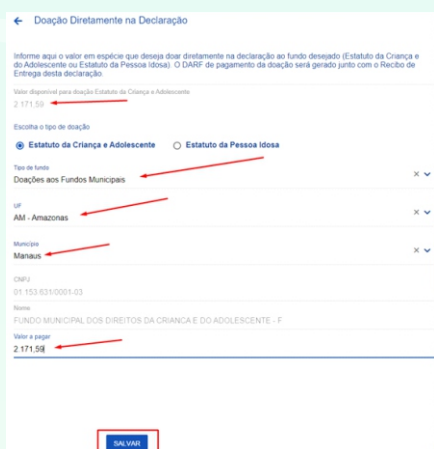 ← Doação Diretamente na Declaração
Informe aqui o valor em espécie que deseja doar diretamente na declaração ao fundo desejado (Estatuto da Criança e
do Adolescente ou Estatuto da Pessoa Idosa). O DARF de pagamento da doação será gerado junto com o Recibo de
Entrega desta declaração.
Valor disponível para doação Estatuto da Criança e Adolescente
2.171,59
Escolha o tipo de doação
Estatuto da Criança e Adolescente Estatuto da Pessoa Idosa
Tipo de fundo
Doações aos Fundos Municipais
UF
AM - Amazonas
Município
Manaus
CNPJ
01.153.631/0001-03
Nome
FUNDO MUNICIPAL DOS DIREITOS DA CRIANCA E DO ADOLESCENTE - F
Valor a pagar
2.171,59
SALVAR